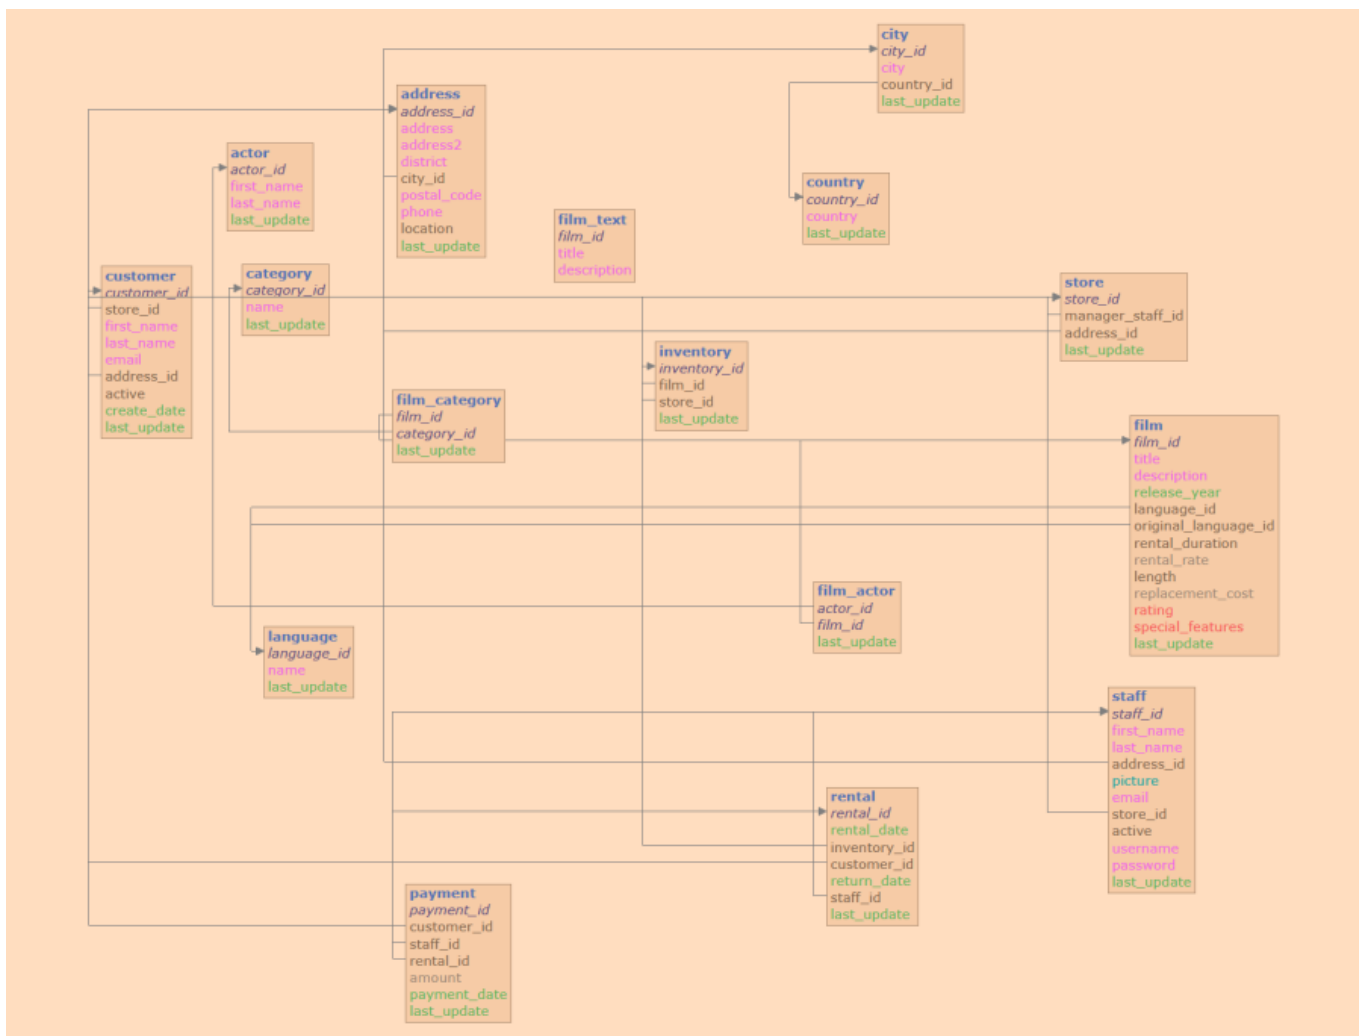 city
city_id
city
country_id
last_update
address
address_id
address
address2
district
city_id
postal_code
phone
location
last_update
actor
actor_id
first_name
last_name
last_update
country
country_id
country
last_update
film_text
film_id
title
description
customer
customer_id
store_id
first_name
last_name
email
address_id
active
create_date
last_update
category
category_id
name
last_update
store
store_id
manager_staff_id
address_id
last_update
inventory
inventory_id
film_id
store_id
last_update
film_category
film_id
category_id
last_update
film
film_id
title
description
release_year
language_id
original_language_id
rental_duration
rental_rate
length
replacement_cost
rating
special_features
last_update
film_actor
actor_id
film_id
last_update
language
language_id
name
last_update
staff
staff_id
first_name
last_name
address_id
picture
email
store_id
active
username
password
last_update
rental
rental_id
rental_date
inventory_id
customer_id
return_date
staff_id
last_update
payment
payment_id
customer_id
staff_id
rental_id
amount
payment_date
last_update